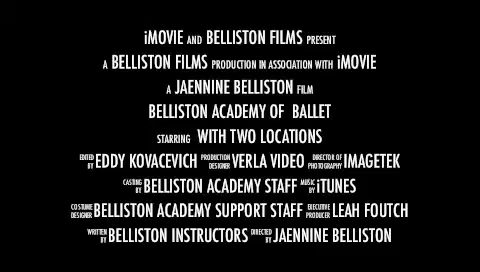 iMOVIE AND BELLISTON FILMS PRESENT
A BELLISTON FILMS PRODUCTION IN ASSOCIATION WITH iMOVIE
A JAENNINE BELLISTON FILM
BELLISTON ACADEMY OF BALLET
STARRING WITH TWO LOCATIONS
EDITED BY EDDY KOVACEVICH PRODUCTION DESIGNER VERLA VIDEO DIRECTOR OF PHOTOGRAPHY IMAGETEK
CASTING BY BELLISTON ACADEMY STAFF MUSIC BY iTUNES
COSTUME DESIGNER BELLISTON ACADEMY SUPPORT STAFF EXECUTIVE PRODUCER LEAH FOUTCH
WRITTEN BY BELLISTON INSTRUCTORS DIRECTED BY JAENNINE BELLISTON